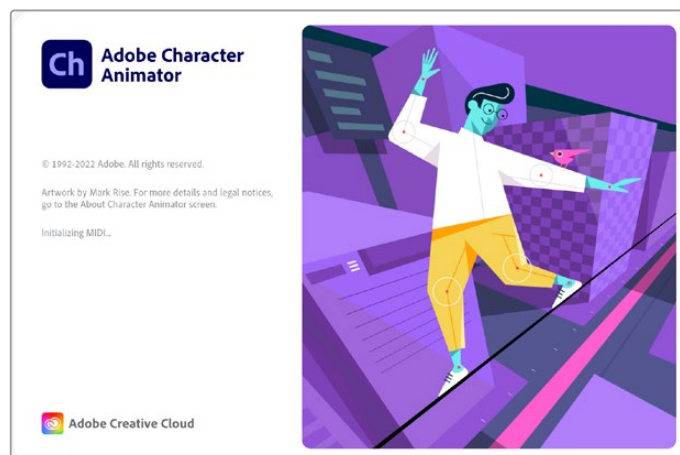 Ch
Adobe Character
Animator
© 1992-2022 Adobe. All rights reserved.
Artwork by Mark Rise. For more details and legal notices,
go to the About Character Animator screen.
Initializing MIDI...
Adobe Creative Cloud